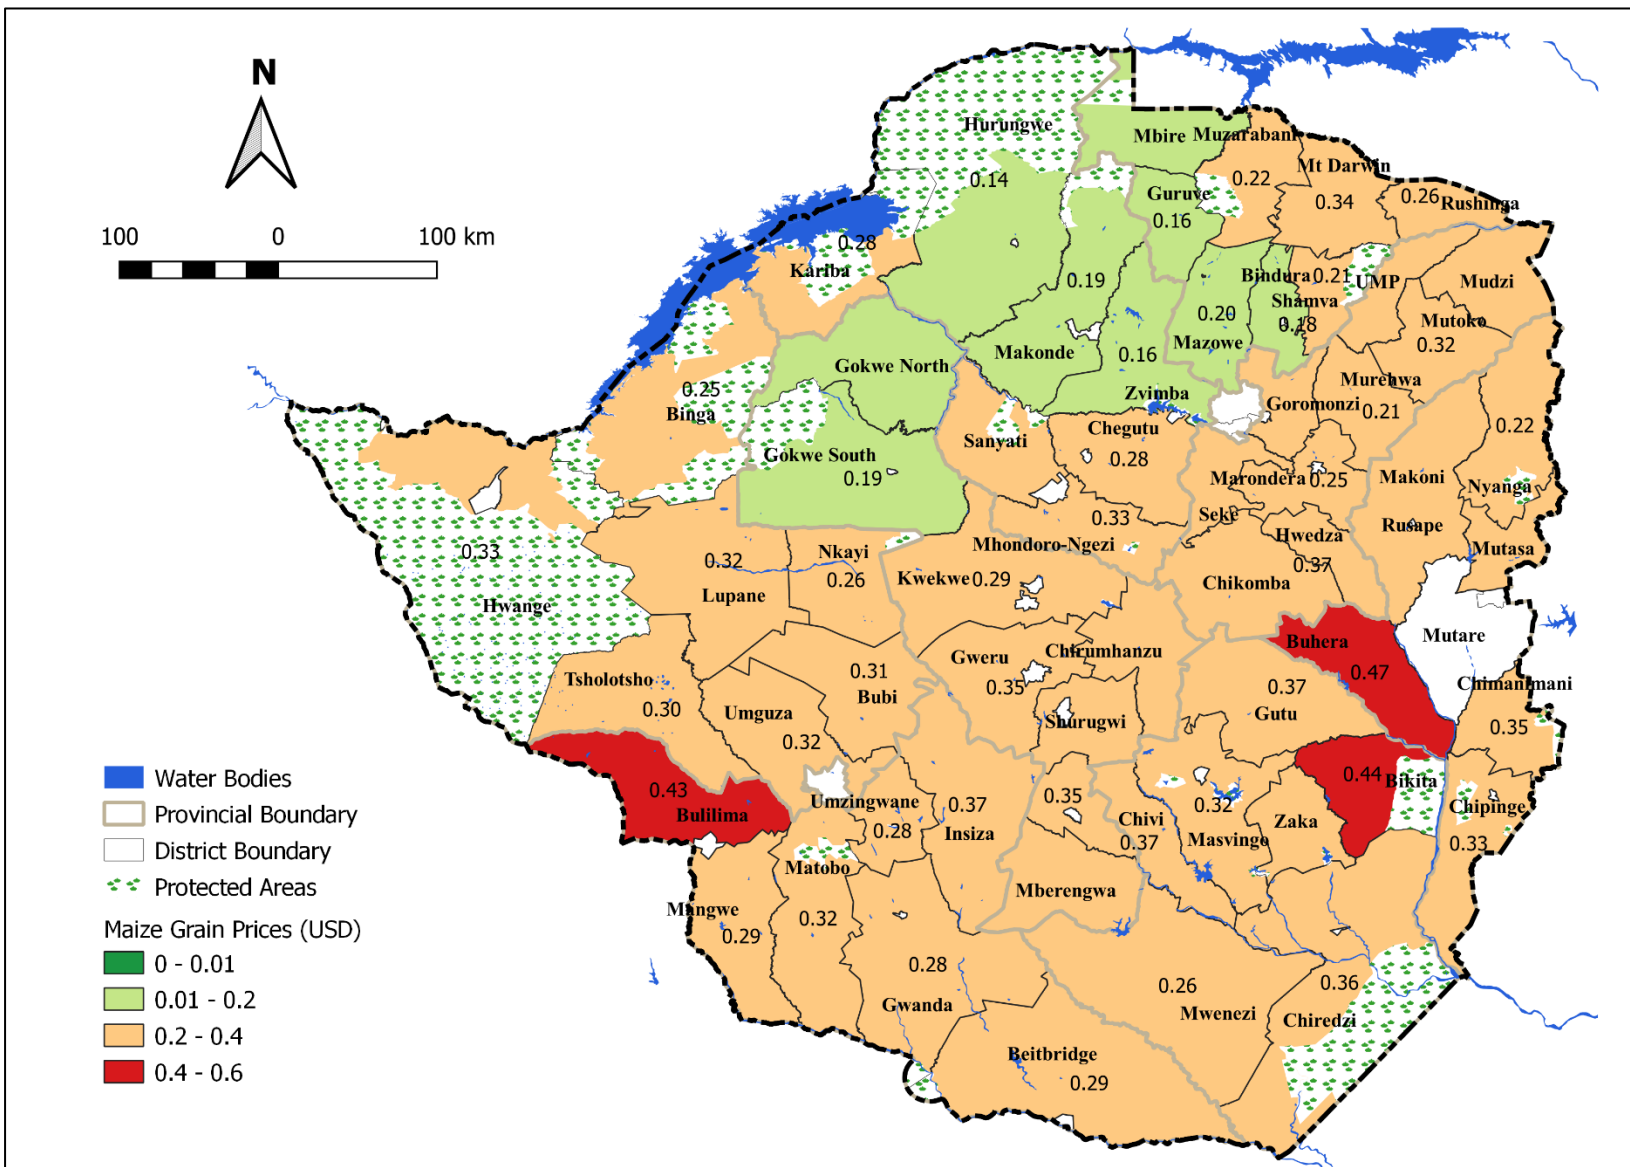 N
100 0 100 km
Hurungwe
0.14
Mbire
Muzarabani
0.22
Mt Darwin
0.34
0.26
Rushinga
Guruve
0.16
0.28
Kariba
0.19
Makonde
0.16
Zvimba
0.20
Mazowe
Bindura
0.18
0.21
Shamva
UMP
Mudzi
Mutoko
0.32
Murehwa
0.21
Goromonzi
Gokwe North
Gokwe South
0.19
0.25
Binga
Sanyati
Chegutu
0.28
Marondera
0.25
Makoni
0.22
Nyanga
Seke
Rusape
Mutasa
Hwedza
0.37
0.33
Mhondoro-Ngezi
Chikomba
0.33
Hwange
0.32
Lupane
Nkayi
0.26
Kwekwe
0.29
Buhera
0.47
Mutare
Chimanimani
0.35
Gweru
0.35
Chirumhanzu
0.37
Gutu
Shurugwi
Tsholotsho
0.30
0.31
Bubi
Umguza
0.32
0.43
Bulilima
Umzingwane
0.28
0.37
Insiza
0.35
Chivi
0.37
0.32
Masvingo
Zaka
0.44
Bikita
Chipinge
0.33
Matobo
0.32
Mangwe
0.29
Mberengwa
0.28
Gwanda
0.26
Mwenezi
0.36
Chiredzi
Beitbridge
0.29
Water Bodies
Provincial Boundary
District Boundary
Protected Areas
Maize Grain Prices (USD)
0 - 0.01
0.01 - 0.2
0.2 - 0.4
0.4 - 0.6